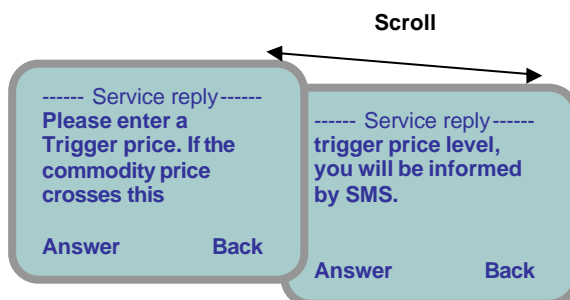 Scroll
------ Service reply------
Please enter a
Trigger price. If the
commodity price
crosses this
Answer Back
------ Service reply------
trigger price level,
you will be informed
by SMS.
Answer Back